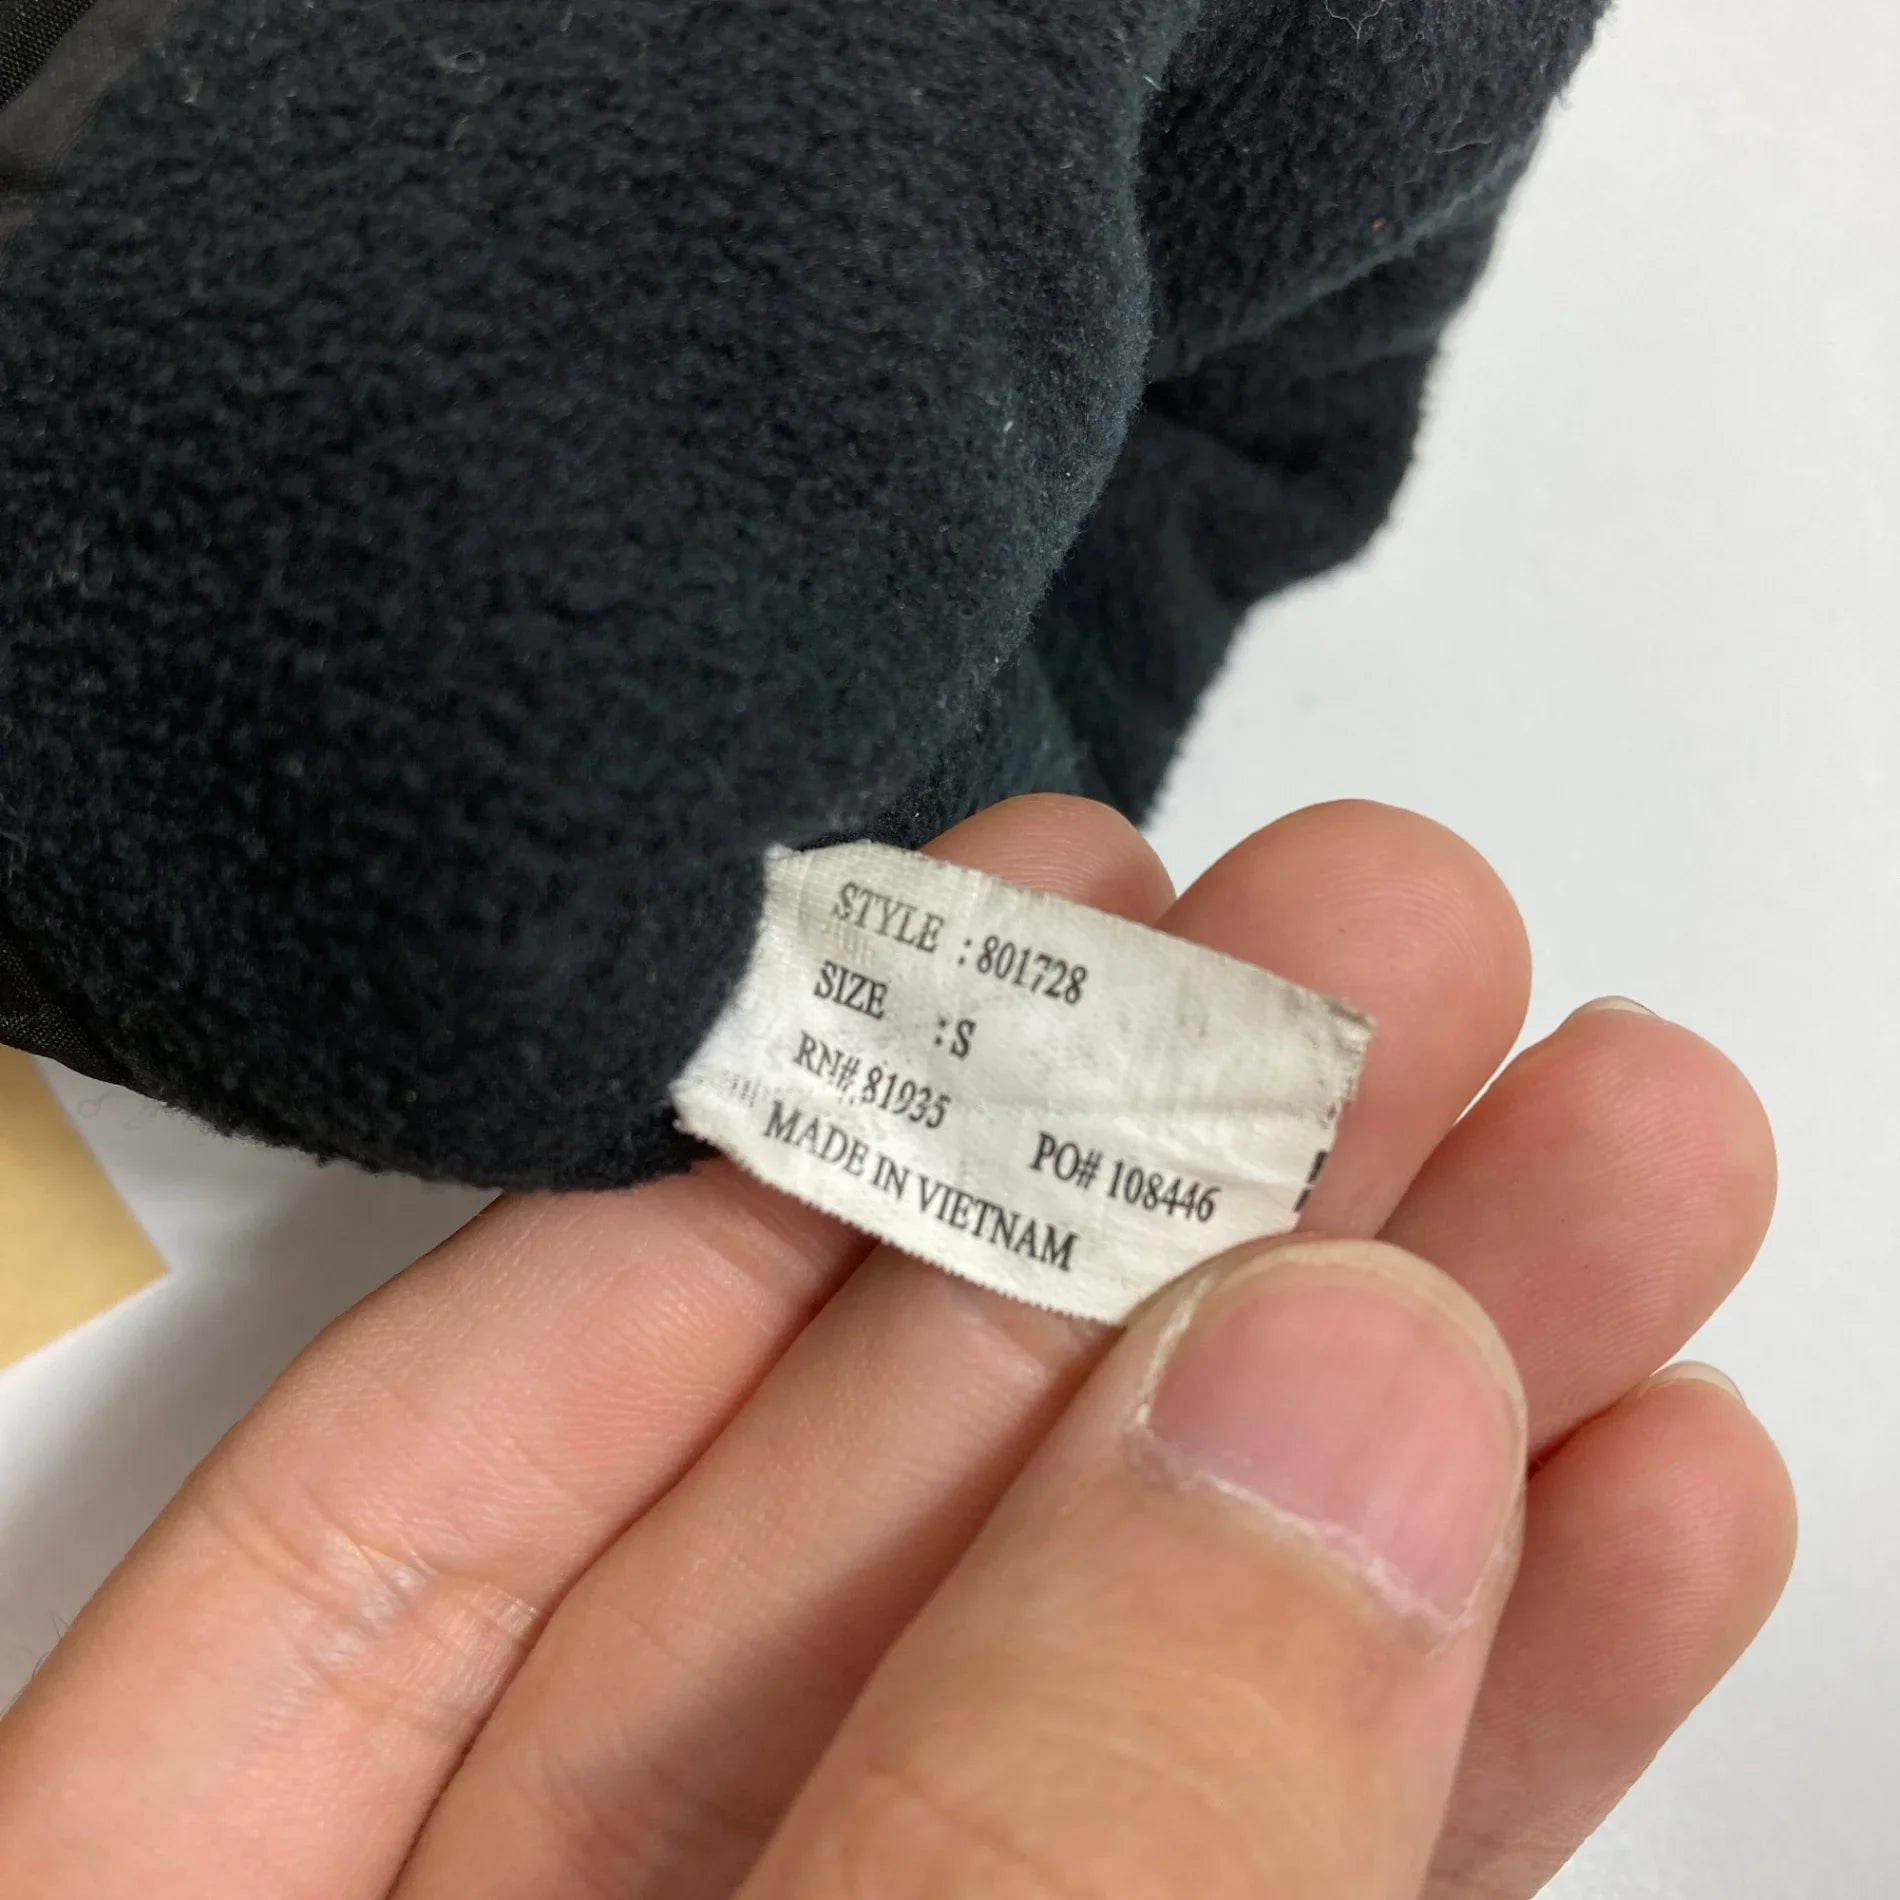 STYLE : 801728
SIZE : S
RN# 81935 PO# 108446
MADE IN VIETNAM